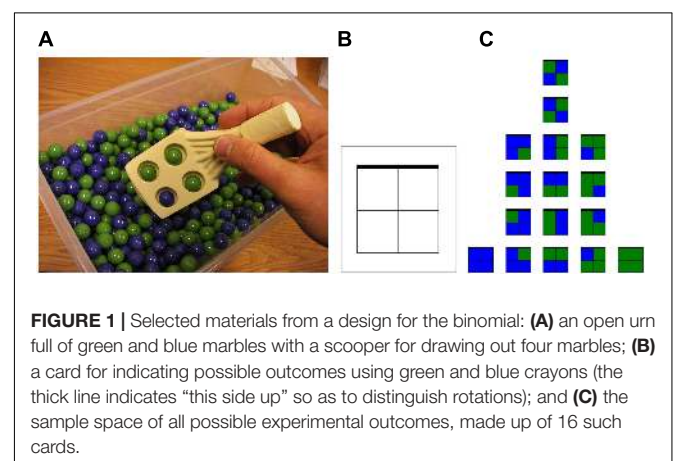 A
B
C
FIGURE 1 | Selected materials from a design for the binomial: (A) an open urn
full of green and blue marbles with a scooper for drawing out four marbles; (B)
a card for indicating possible outcomes using green and blue crayons (the
thick line indicates “this side up” so as to distinguish rotations); and (C) the
sample space of all possible experimental outcomes, made up of 16 such
cards.